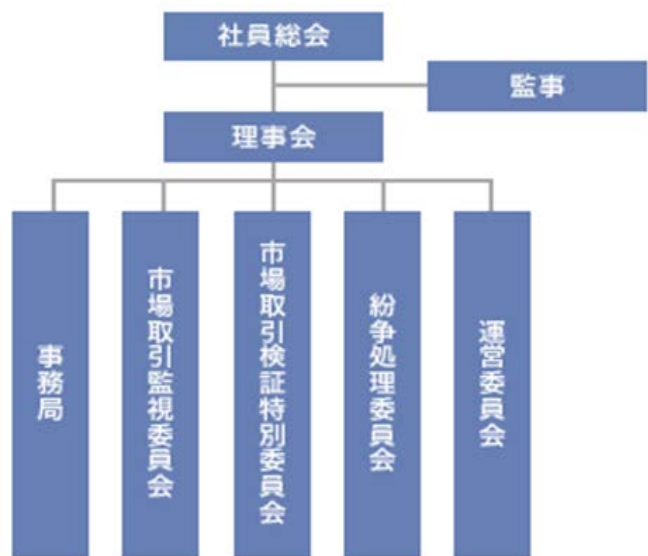 社員総会
監事
理事会
事務局
市場取引監視委員会
市場取引検証特別委員会
紛争処理委員会
運営委員会